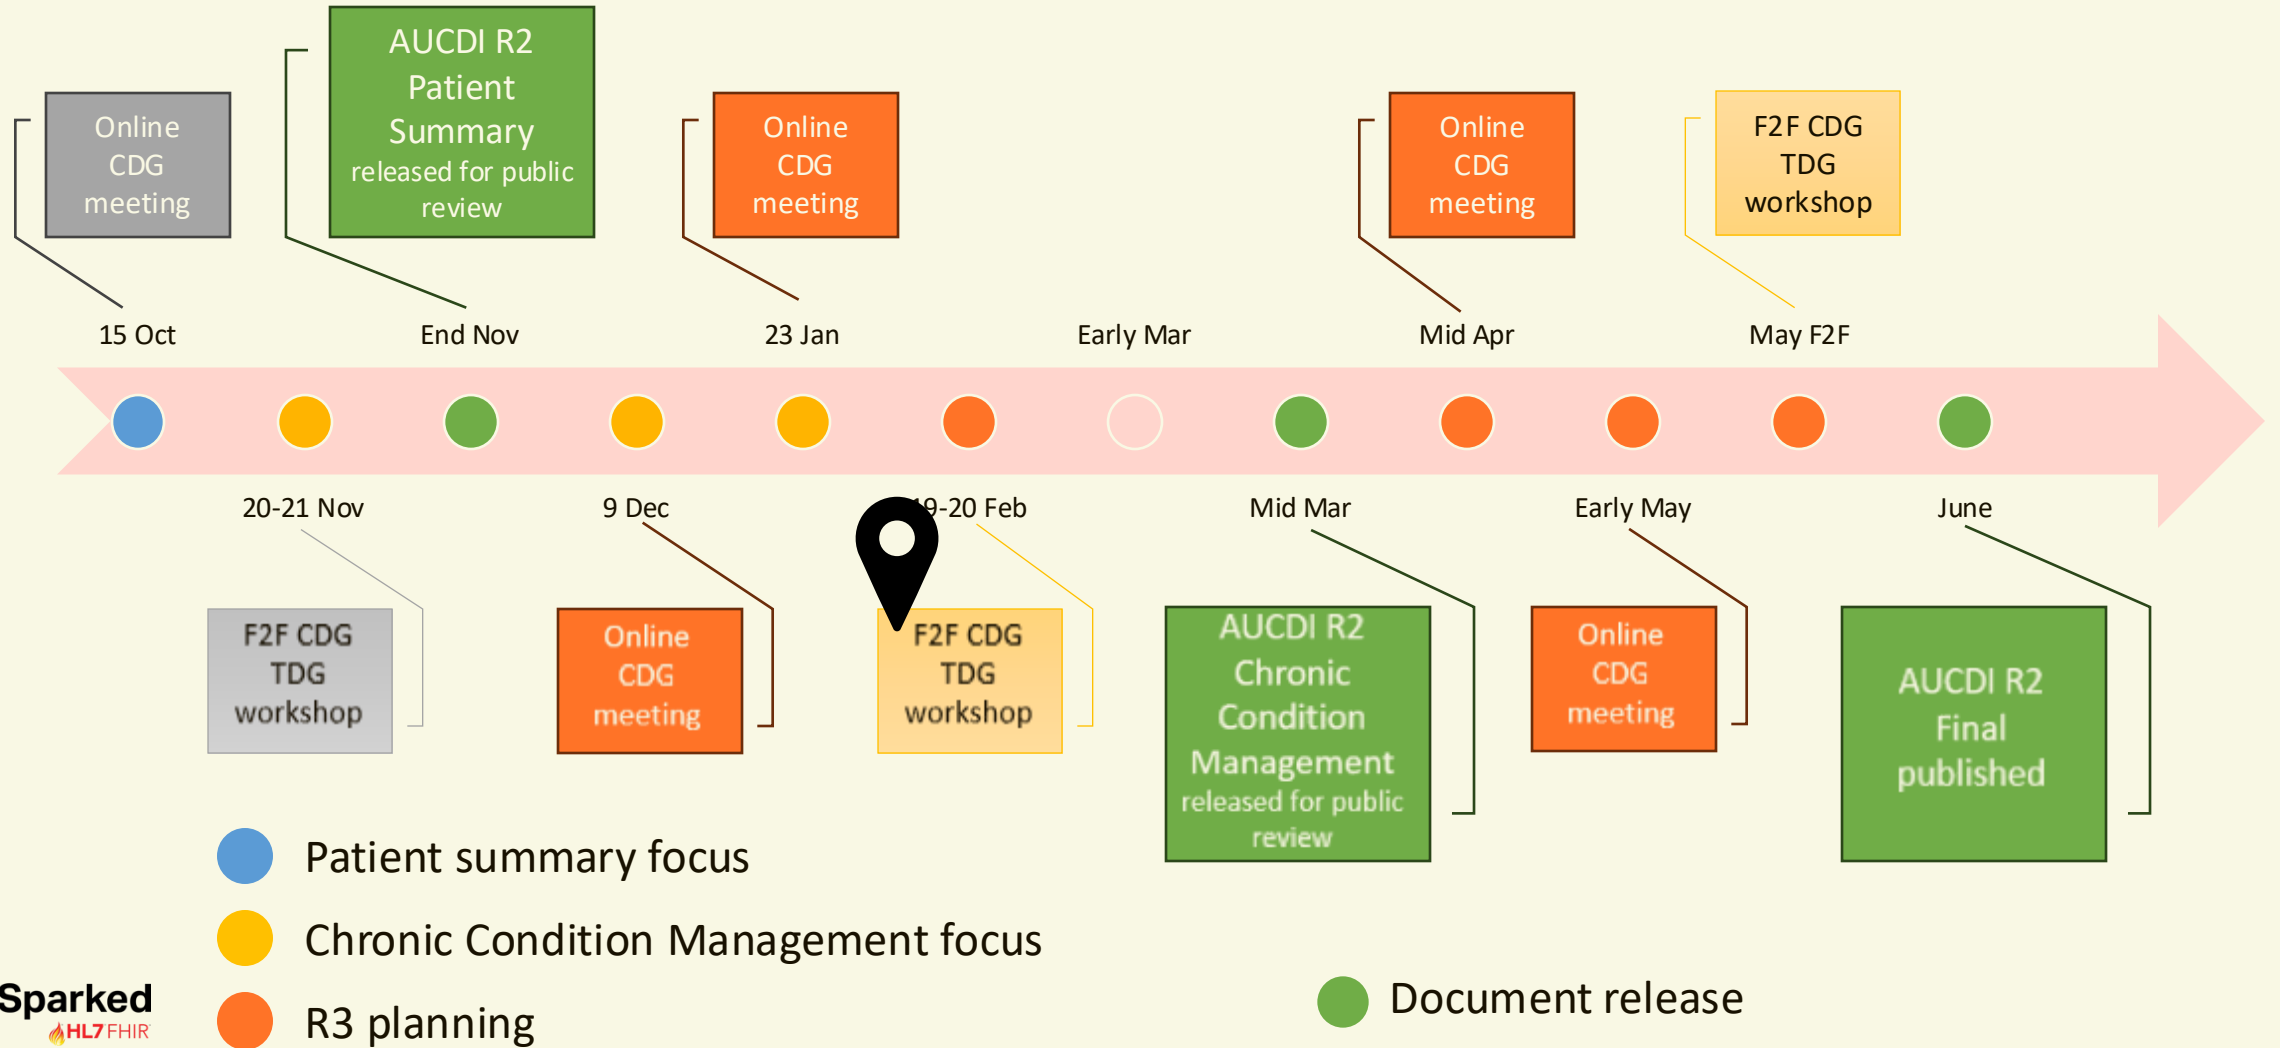 Online
CDG
meeting
AUCDI R2
Patient
Summary
released for public
review
Online
CDG
meeting
Online
CDG
meeting
F2F CDG
TDG
workshop
15 Oct
End Nov
23 Jan
Early Mar
Mid Apr
May F2F
20-21 Nov
9 Dec
19-20 Feb
Mid Mar
Early May
June
F2F CDG
TDG
workshop
Online
CDG
meeting
F2F CDG
TDG
workshop
AUCDI R2
Chronic
Condition
Management
released for public
review
Online
CDG
meeting
AUCDI R2
Final
published
Patient summary focus
Chronic Condition Management focus
R3 planning
Document release
Sparked
HL7 FHIR